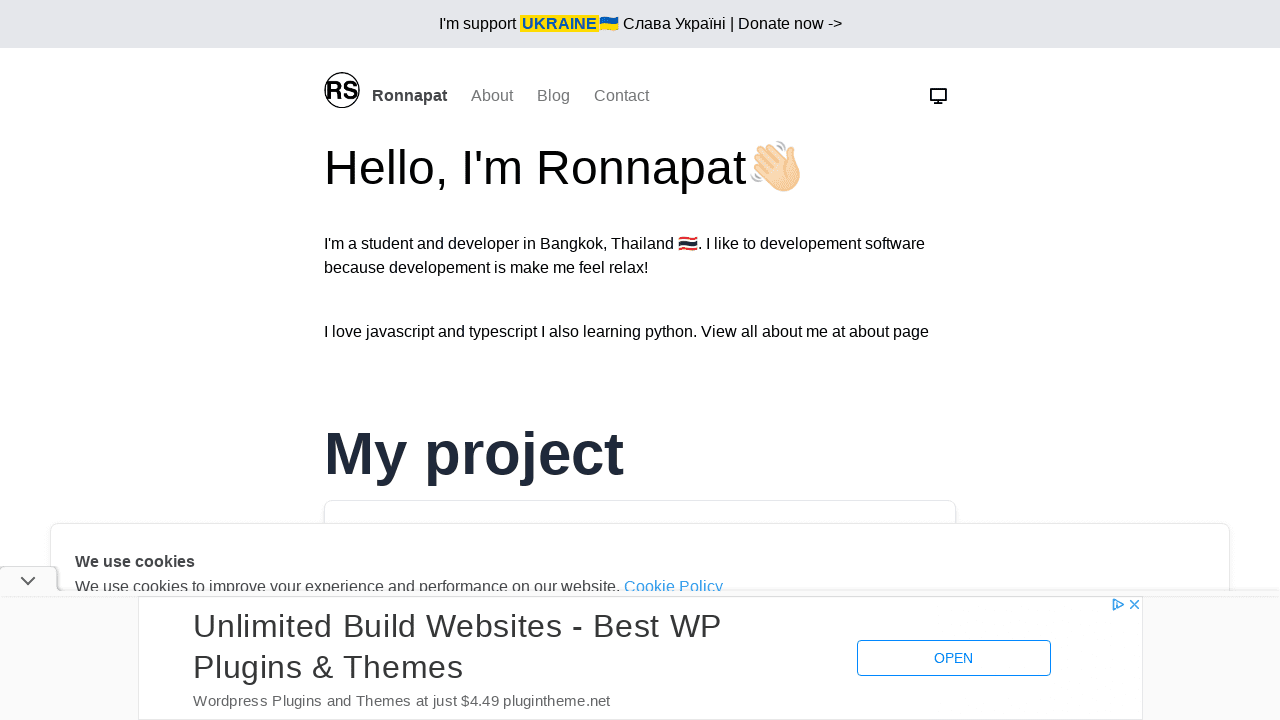 I'm support UKRAINE🇺🇦 Слава Україні | Donate now ->
RS Ronnapat About Blog Contact
Hello, I'm Ronnapat👋🏻
I'm a student and developer in Bangkok, Thailand 🇹🇭. I like to developement software
because developement is make me feel relax!
I love javascript and typescript I also learning python. View all about me at about page
My project
We use cookies
We use cookies to improve your experience and performance on our website. Cookie Policy
Unlimited Build Websites - Best WP
Plugins & Themes
Wordpress Plugins and Themes at just $4.49 plugintheme.net
OPEN